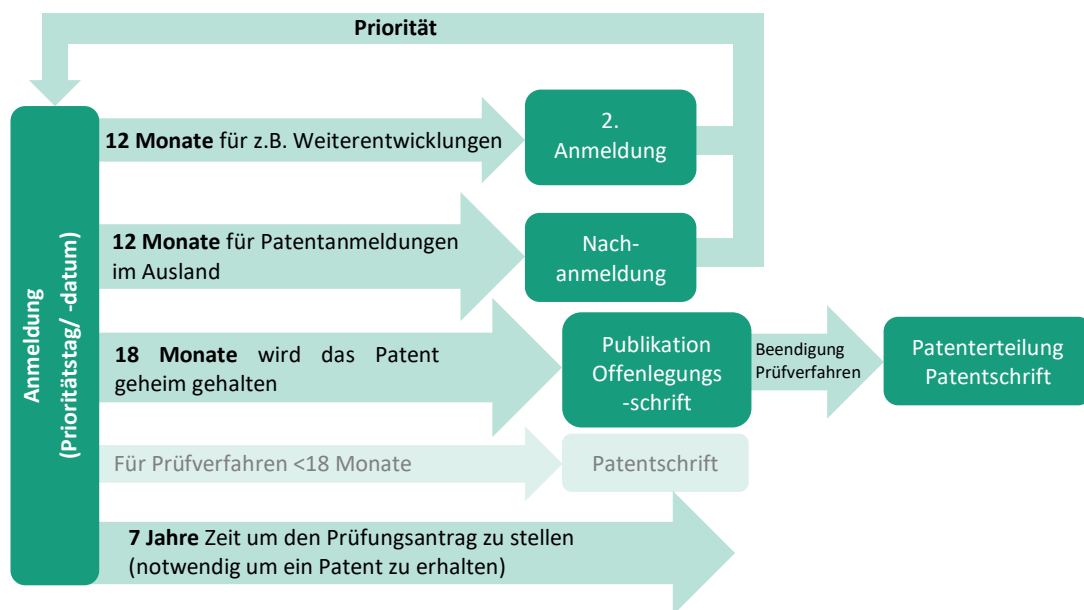 Priorität
Anmeldung
(Prioritätstag/ -datum)
12 Monate für z.B. Weiterentwicklungen
2.
Anmeldung
12 Monate für Patentanmeldungen
im Ausland
Nach-
anmeldung
18 Monate wird das Patent
geheim gehalten
Publikation
Offenlegungs
-schrift
Beendigung
Prüfverfahren
Patenterteilung
Patentschrift
Für Prüfverfahren <18 Monate
Patentschrift
7 Jahre Zeit um den Prüfungsantrag zu stellen
(notwendig um ein Patent zu erhalten)